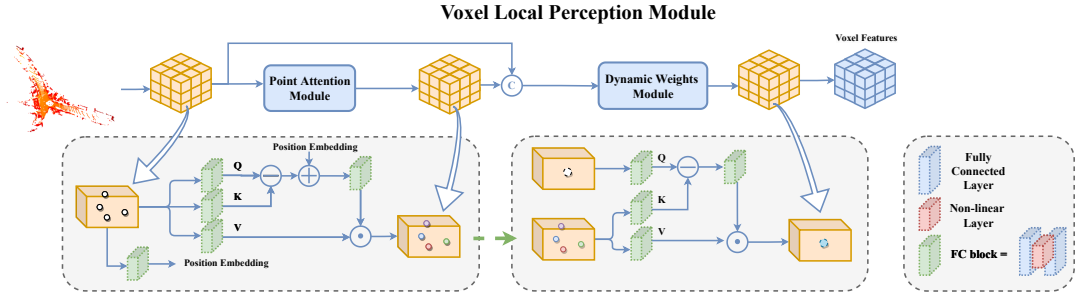 Voxel Local Perception Module
Voxel Features
Point Attention
Module
C
Dynamic Weights
Module
Position Embedding
Q
K
V
Position Embedding
Q
K
V
Fully
Connected
Layer
Non-linear
Layer
FC block =